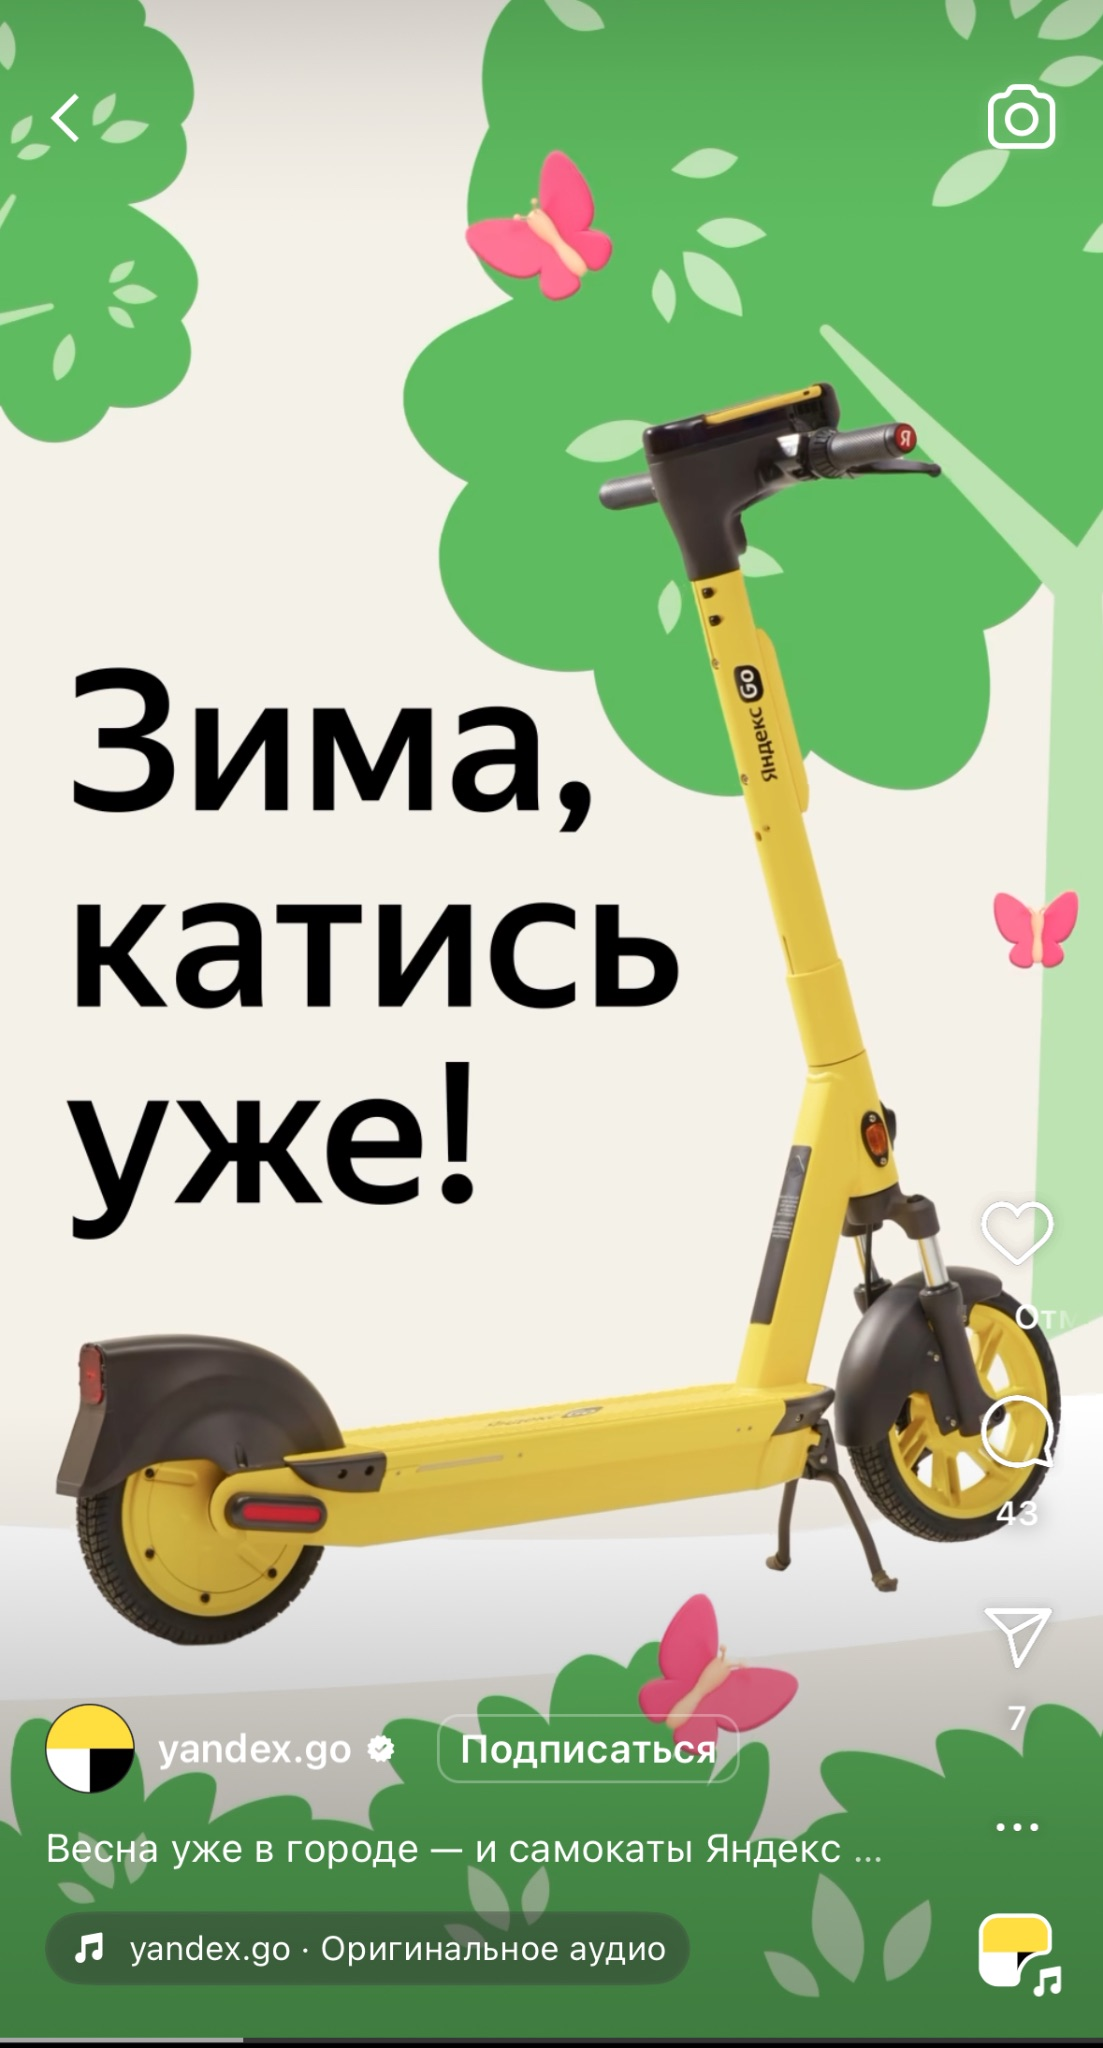 Я
Яндекс Go
Зима,
катись
уже!
43
7
yandex.go
Подписаться
Весна уже в городе — и самокаты Яндекс ...
yandex.go · Оригинальное аудио